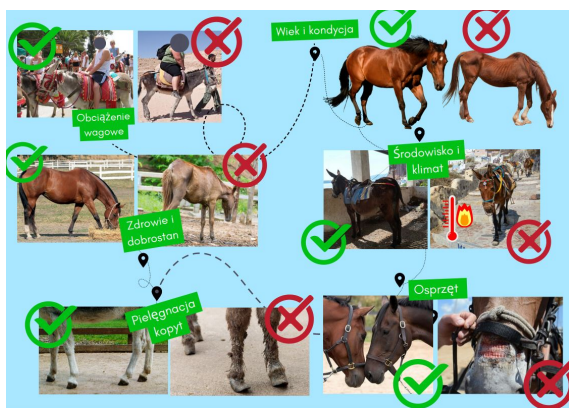 Wiek i kondycja
Obciążenie
wagowe
Środowisko i
klimat
Zdrowie i
dobrostan
Osprzęt
Pielęgnacja
kopyt